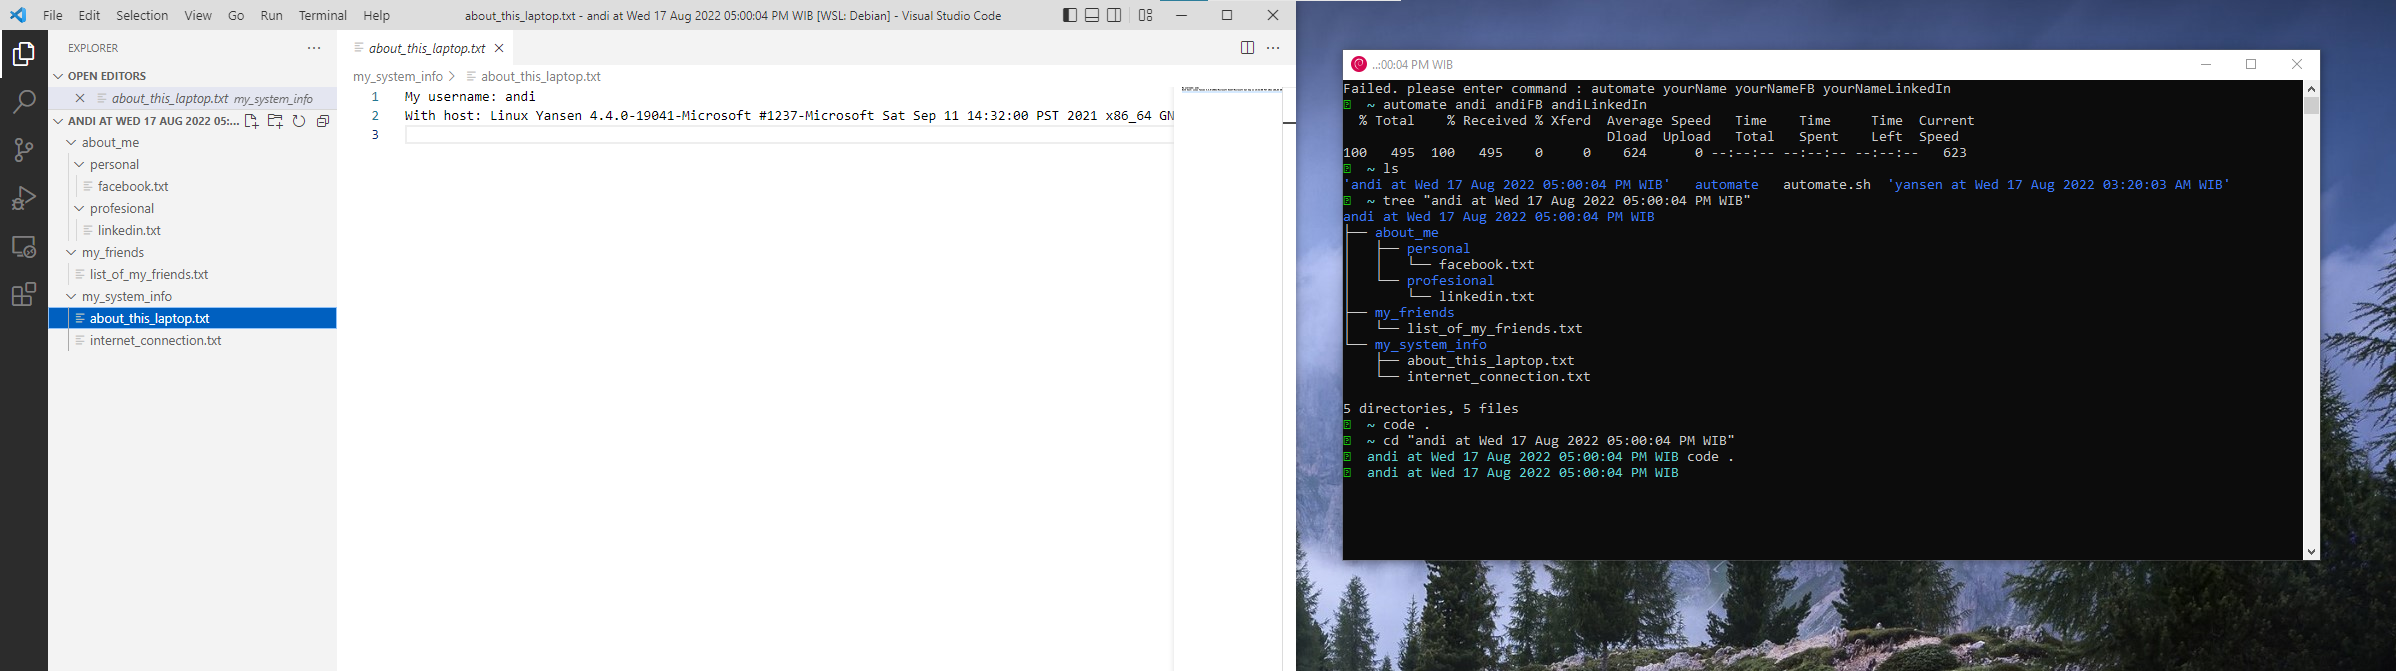 File Edit Selection View Go Run Terminal Help
about_this_laptop.txt - andi at Wed 17 Aug 2022 05:00:04 PM WIB [WSL: Debian] - Visual Studio Code
EXPLORER
OPEN EDITORS
about_this_laptop.txt my_system_info
ANDI AT WED 17 AUG 2022 05:...
about_me
personal
facebook.txt
profesional
linkedin.txt
my_friends
list_of_my_friends.txt
my_system_info
about_this_laptop.txt
internet_connection.txt
about_this_laptop.txt
my_system_info > about_this_laptop.txt
1 My username: andi
2 With host: Linux Yansen 4.4.0-19041-Microsoft #1237-Microsoft Sat Sep 11 14:32:00 PST 2021 x86_64 GN
3
..:00:04 PM WIB
Failed. please enter command : automate yourName yourNameFB yourNameLinkedIn
~ automate andi andiFB andiLinkedIn
% Total % Received % Xferd Average Speed Time Time Time Current
Dload Upload Total Spent Left Speed
100 495 100 495 0 0 624 0 --:--:-- --:--:-- --:--:-- 623
~ ls
'andi at Wed 17 Aug 2022 05:00:04 PM WIB' automate automate.sh 'yansen at Wed 17 Aug 2022 03:20:03 AM WIB'
~ tree "andi at Wed 17 Aug 2022 05:00:04 PM WIB"
andi at Wed 17 Aug 2022 05:00:04 PM WIB
├── about_me
│   ├── personal
│   │   └── facebook.txt
│   └── profesional
│       └── linkedin.txt
├── my_friends
│   └── list_of_my_friends.txt
└── my_system_info
    ├── about_this_laptop.txt
    └── internet_connection.txt
5 directories, 5 files
~ code .
~ cd "andi at Wed 17 Aug 2022 05:00:04 PM WIB"
andi at Wed 17 Aug 2022 05:00:04 PM WIB code .
andi at Wed 17 Aug 2022 05:00:04 PM WIB